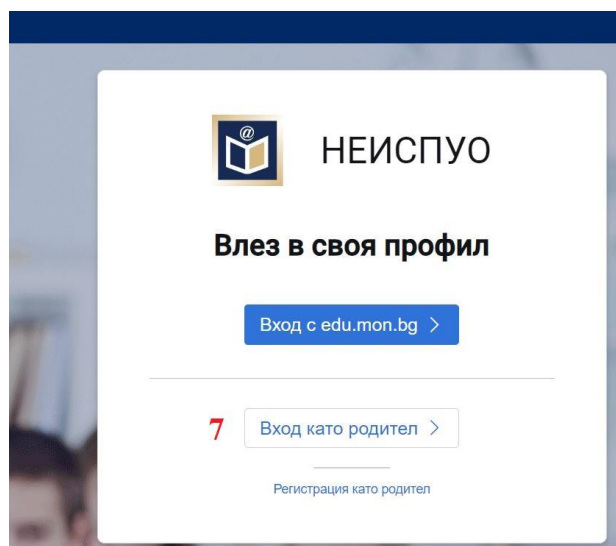 @
НЕИСПУО
Влез в своя профил
Вход с edu.mon.bg
7 Вход като родител
Регистрация като родител